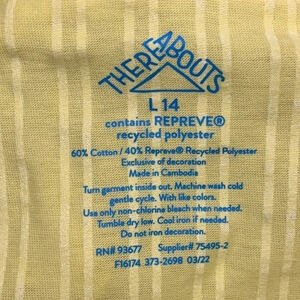 THEREABOUTS
L 14
contains REPREVE®
recycled polyester
60% Cotton / 40% Repreve® Recycled Polyester
Exclusive of decoration
Made in Cambodia
Turn garment inside out. Machine wash cold
gentle cycle. With like colors.
Use only non-chlorine bleach when needed.
Tumble dry low. Cool iron if needed.
Do not iron decoration.
RN# 93677 Supplier# 75495-2
F16174 373-2698 03/22